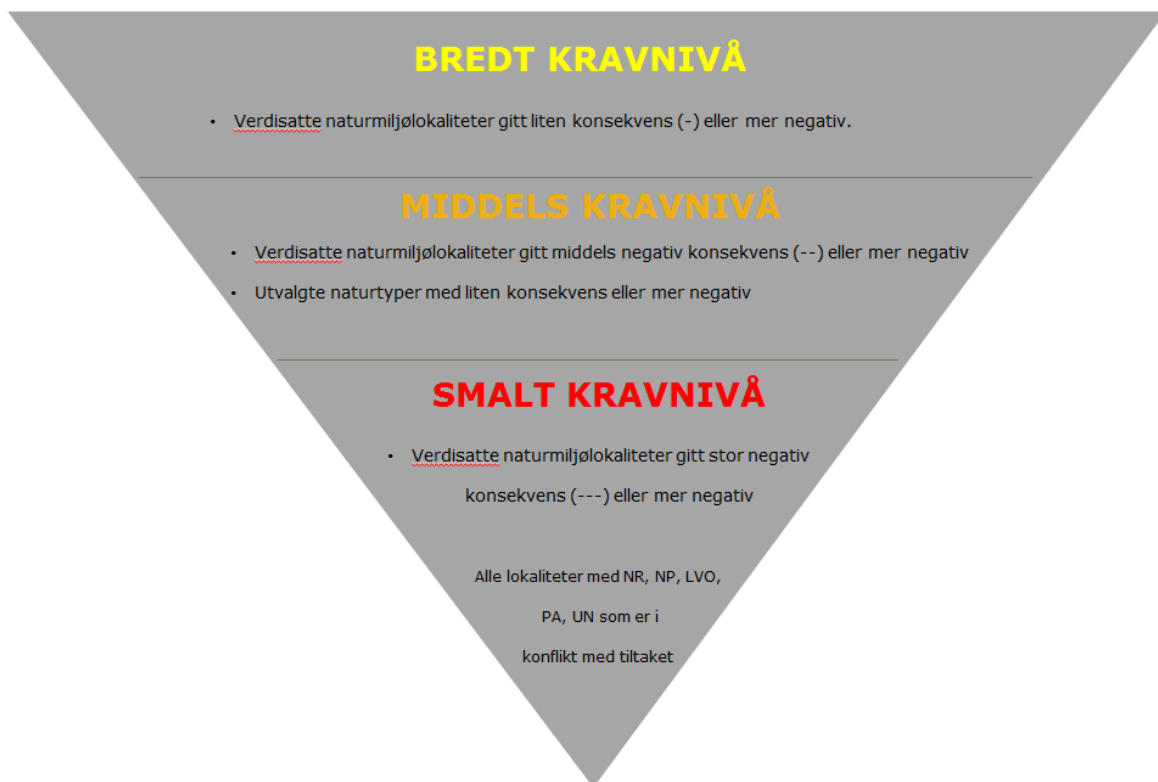 BREDT KRAVNIVÅ
• Verdisatte naturmiljølokaliteter gitt liten konsekvens (-) eller mer negativ.
MIDDELS KRAVNIVÅ
• Verdisatte naturmiljølokaliteter gitt middels negativ konsekvens (--) eller mer negativ
• Utvalgte naturtyper med liten konsekvens eller mer negativ
SMALT KRAVNIVÅ
• Verdisatte naturmiljølokaliteter gitt stor negativ
konsekvens (---) eller mer negativ
Alle lokaliteter med NR, NP, LVO,
PA, UN som er i
konflikt med tiltaket